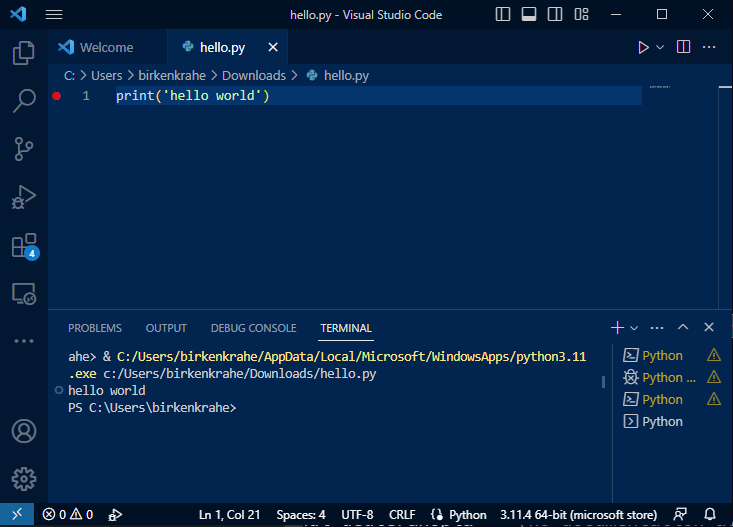 hello.py - Visual Studio Code
Welcome
hello.py
C: > Users > birkenkrahe > Downloads > hello.py
1 print('hello world')
4
PROBLEMS OUTPUT DEBUG CONSOLE TERMINAL
ahe> & C:/Users/birkenkrahe/AppData/Local/Microsoft/WindowsApps/python3.11
.exe c:/Users/birkenkrahe/Downloads/hello.py
hello world
PS C:\Users\birkenkrahe>
Python
Python ...
Python
Python
0 0 Ln 1, Col 21 Spaces: 4 UTF-8 CRLF Python 3.11.4 64-bit (microsoft store)